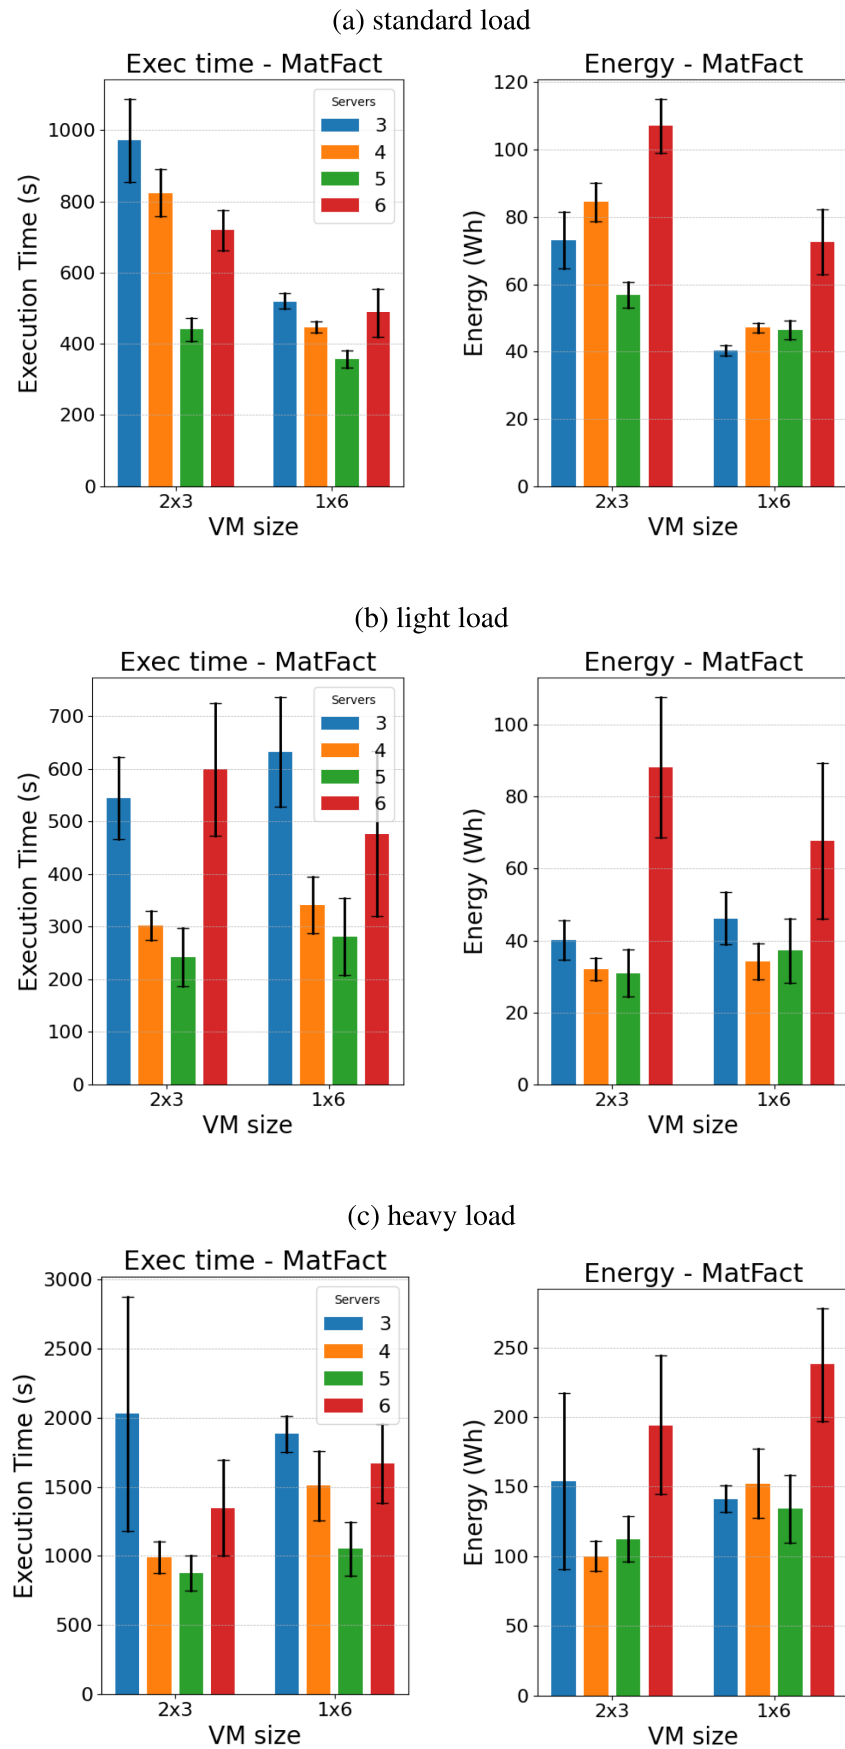 (a) standard load
Exec time - MatFact
Execution Time (s)
1000
800
600
400
200
0
Servers
3
4
5
6
2x3
1x6
VM size
Energy - MatFact
Energy (Wh)
120
100
80
60
40
20
0
2x3
1x6
VM size
(b) light load
Exec time - MatFact
Execution Time (s)
700
600
500
400
300
200
100
0
Servers
3
4
5
6
2x3
1x6
VM size
Energy - MatFact
Energy (Wh)
100
80
60
40
20
0
2x3
1x6
VM size
(c) heavy load
Exec time - MatFact
Execution Time (s)
3000
2500
2000
1500
1000
500
0
Servers
3
4
5
6
2x3
1x6
VM size
Energy - MatFact
Energy (Wh)
250
200
150
100
50
0
2x3
1x6
VM size